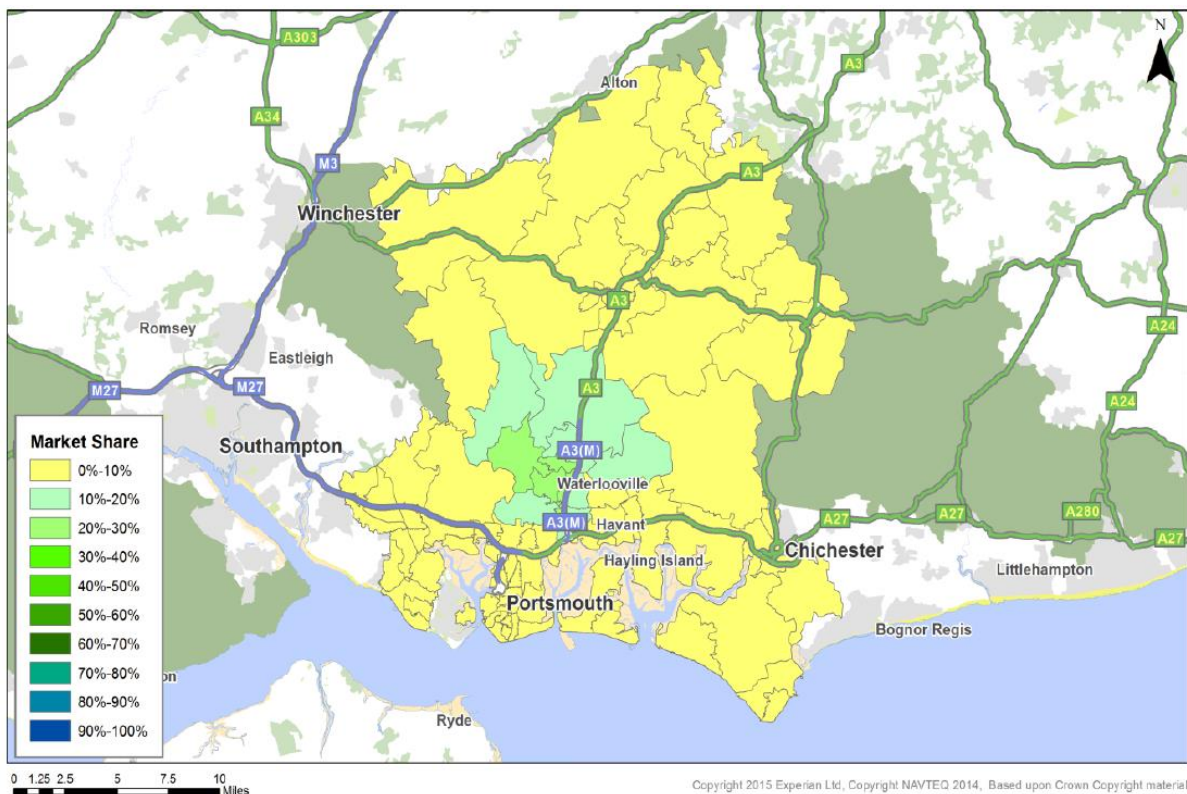 N
A303
Alton
A3
A34
M3
A3
Winchester
A3
Romsey
Eastleigh
A24
M27
M27
A3
A24
Southampton
A3(M)
Waterlooville
A3(M)
Havant
A27
A27
A280
A27
Chichester
Hayling Island
Littlehampton
Portsmouth
Bognor Regis
Ryde
Market Share
0%-10%
10%-20%
20%-30%
30%-40%
40%-50%
50%-60%
60%-70%
70%-80%
80%-90%
90%-100%
on
0 1.25 2.5 5 7.5 10
Miles
Copyright 2015 Experian Ltd, Copyright NAVTEQ 2014, Based upon Crown Copyright material